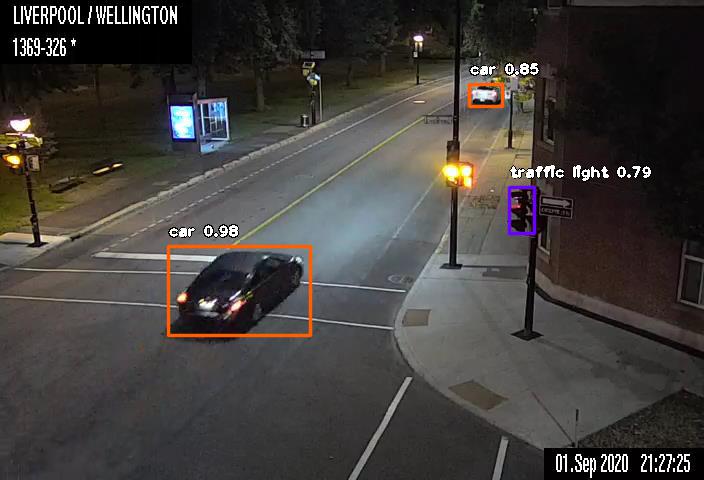 LIVERPOOL / WELLINGTON
1369-326 *
car 0.85
traffic light 0.79
car 0.98
01.Sep 2020 21:27:25